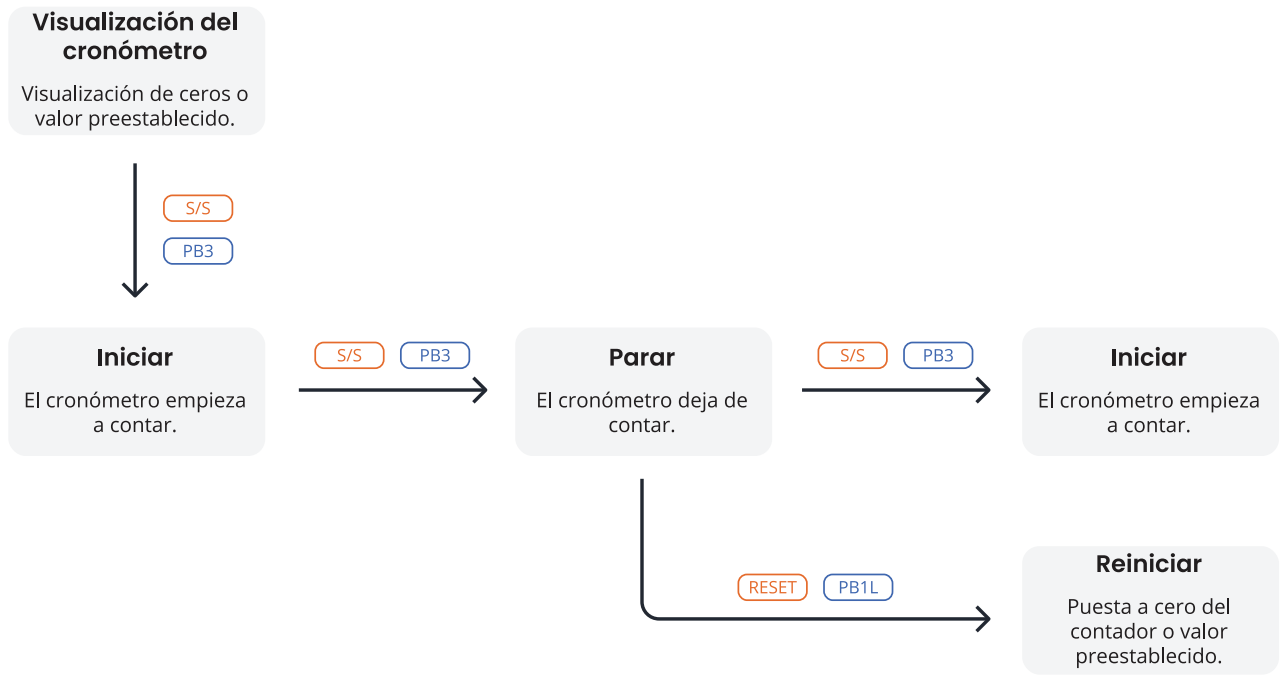 Visualización del
cronómetro
Visualización de ceros o
valor preestablecido.
S/S
PB3
Iniciar
El cronómetro empieza
a contar.
S/S PB3
Parar
El cronómetro deja de
contar.
S/S PB3
Iniciar
El cronómetro empieza
a contar.
RESET PB1L
Reiniciar
Puesta a cero del
contador o valor
preestablecido.